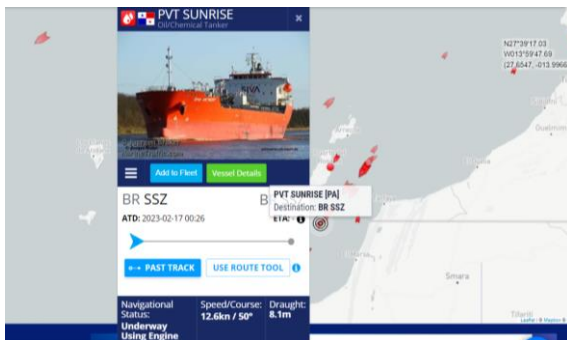 PVT SUNRISE
Oil/Chemical Tanker
N27°39'17.03
W013°59'47.69
(27.6547, -013.9966
SIVA
Add to Fleet
Vessel Details
BR SSZ
B
PVT SUNRISE [PA]
Destination: BR SSZ
ATD: 2023-02-17 00:26
ETA: -
PAST TRACK
USE ROUTE TOOL
Navigational Status:
Speed/Course:
Draught:
Underway Using Engine
12.6kn / 50°
8.1m
Smara